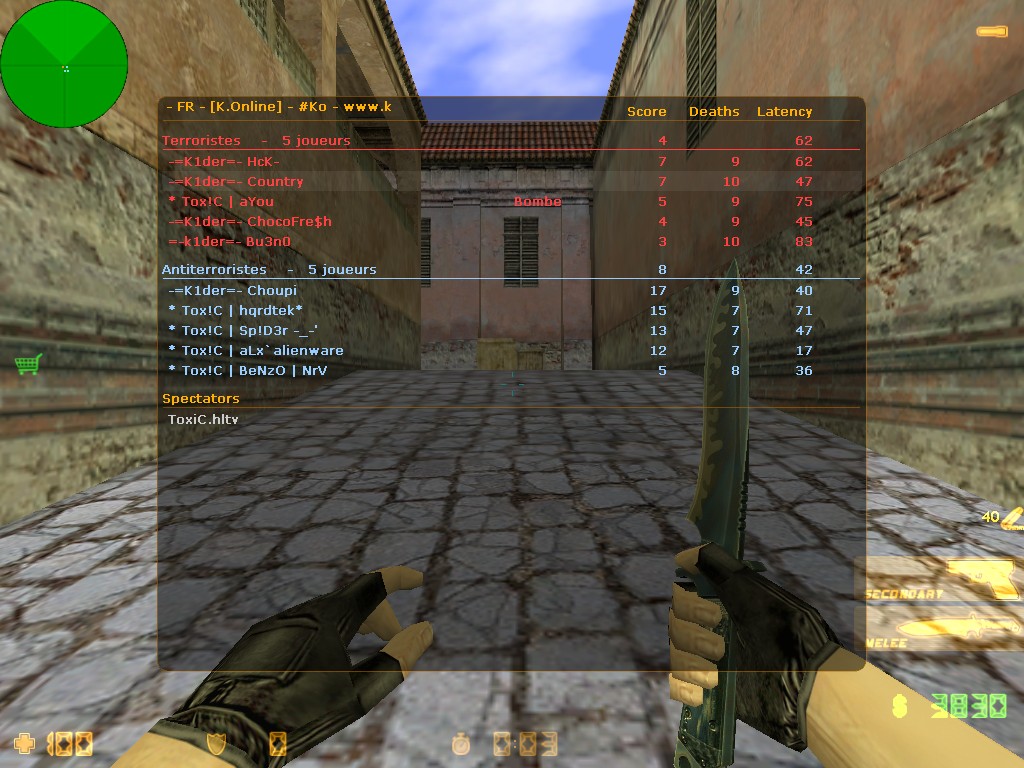 - FR - [K.Online] - #Ko - www.k Score Deaths Latency
Terroristes - 5 joueurs 4 62
-=K1der=- HcK- 7 9 62
-=K1der=- Country 7 10 47
* Tox!C | aYou Bombe 5 9 75
-=K1der=- ChocoFre$h 4 9 45
=-k1der=- Bu3n0 3 10 83
Antiterroristes - 5 joueurs 8 42
-=K1der=- Choupi 17 9 40
* Tox!C | hqrdtek* 15 7 71
* Tox!C | Sp!D3r -_-' 13 7 47
* Tox!C | aLx`alienware 12 7 17
* Tox!C | BeNzO | NrV 5 8 36
Spectators
ToxiC.hltv
40
SECONDARY
MELEE
$ 3830
100 0 0:03